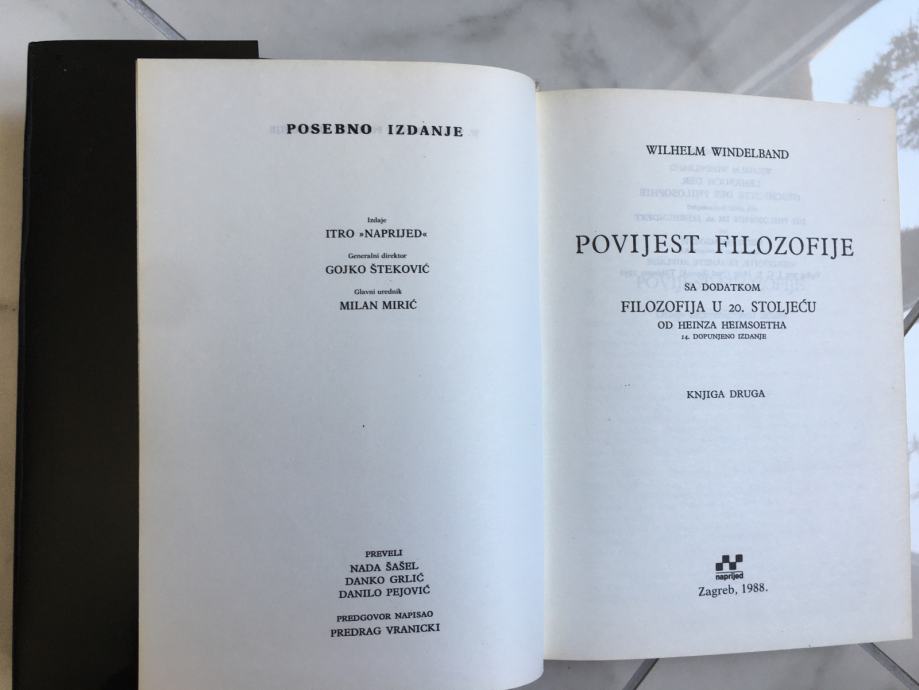 POSEBNO IZDANJE
Izdaje
ITRO »NAPRIJED«
Generalni direktor
GOJKO ŠTEKOVIĆ
Glavni urednik
MILAN MIRIĆ
PREVELI
NADA ŠAŠEL
DANKO GRLIĆ
DANILO PEJOVIĆ
PREDGOVOR NAPISAO
PREDRAG VRANICKI
WILHELM WINDELBAND
POVIJEST FILOZOFIJE
SA DODATKOM
FILOZOFIJA U 20. STOLJEĆU
OD HEINZA HEIMSOETHA
14. DOPUNJENO IZDANJE
KNJIGA DRUGA
naprijed
Zagreb, 1988.